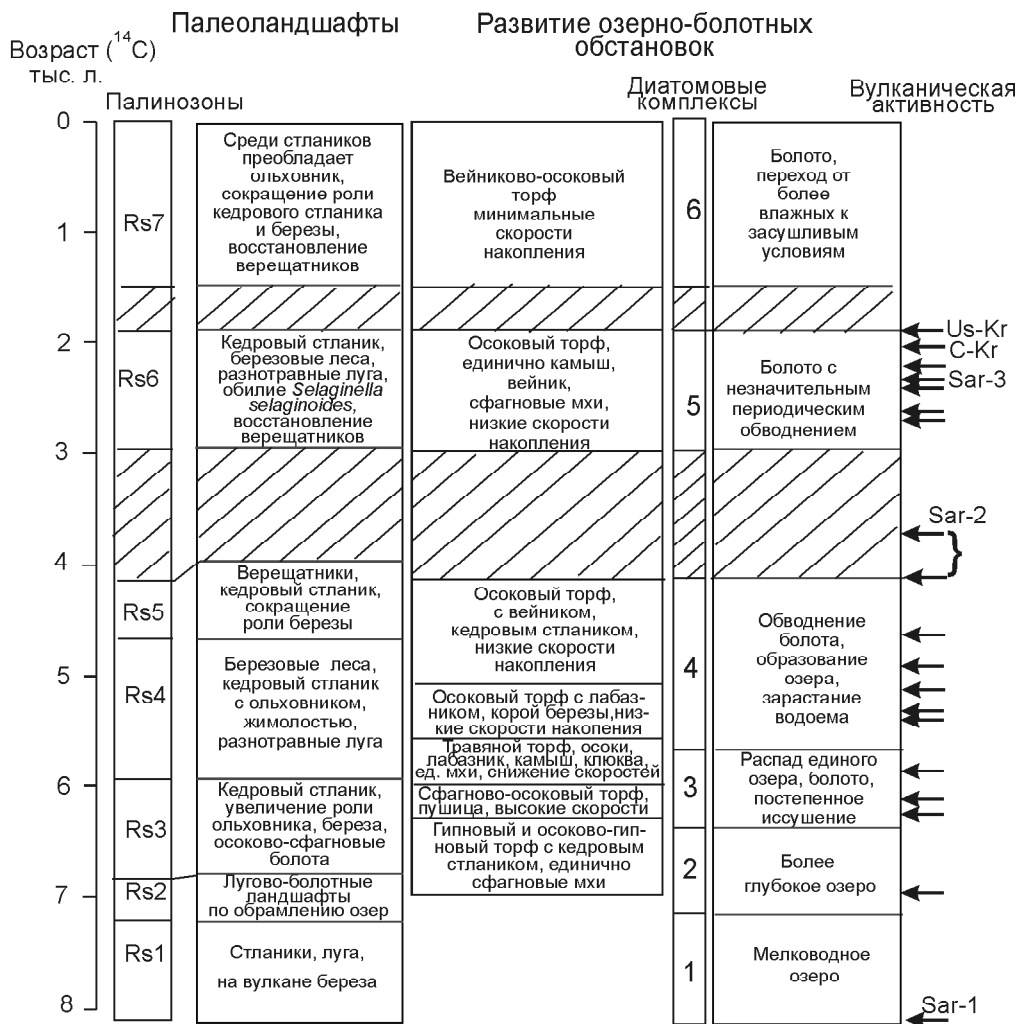 Палеоландшафты
Развитие озерно-болотных
обстановок
Возраст (14C)
тыс. л.
Палинозоны
Диатомовые
комплексы
Вулканическая
активность
0
1
2
3
4
5
6
7
8
Rs7
Rs6
Rs5
Rs4
Rs3
Rs2
Rs1
Среди стлаников
преобладает
ольховник,
сокращение роли
кедрового стланика
и березы,
восстановление
верещатников
Кедровый стланик,
березовые леса,
разнотравные луга,
обилие Selaginella
selaginoides,
восстановление
верещатников
Верещатники,
кедровый стланик,
сокращение
роли березы
Березовые леса,
кедровый стланик
с ольховником,
жимолостью,
разнотравные луга
Кедровый стланик,
увеличение роли
ольховника, береза,
осоково-сфагновые
болота
Лугово-болотные
ландшафты
по обрамлению озер
Стланики, луга,
на вулкане береза
Вейниково-осоковый
торф
минимальные
скорости
накопления
Осоковый торф,
единично камыш,
вейник,
сфагновые мхи,
низкие скорости
накопления
Осоковый торф,
с вейником,
кедровым стлаником,
низкие скорости
накопления
Осоковый торф с лабаз-
ником, корой березы,низ-
кие скорости накопения
Травяной торф, осоки,
лабазник, камыш, клюква,
ед. мхи, снижение скоростей
Сфагново-осоковый торф,
пушица, высокие скорости
Гипновый и осоково-гип-
новый торф с кедровым
стлаником, единично
сфагновые мхи
6
5
4
3
2
1
Болото,
переход от
более
влажных к
засушливым
условиям
Болото с
незначительным
периодическим
обводнением
Обводнение
болота,
образование
озера,
зарастание
водоема
Распад единого
озера, болото,
постепенное
иссушение
Более
глубокое озеро
Мелководное
озеро
Us-Kr
C-Kr
Sar-3
Sar-2
}
Sar-1